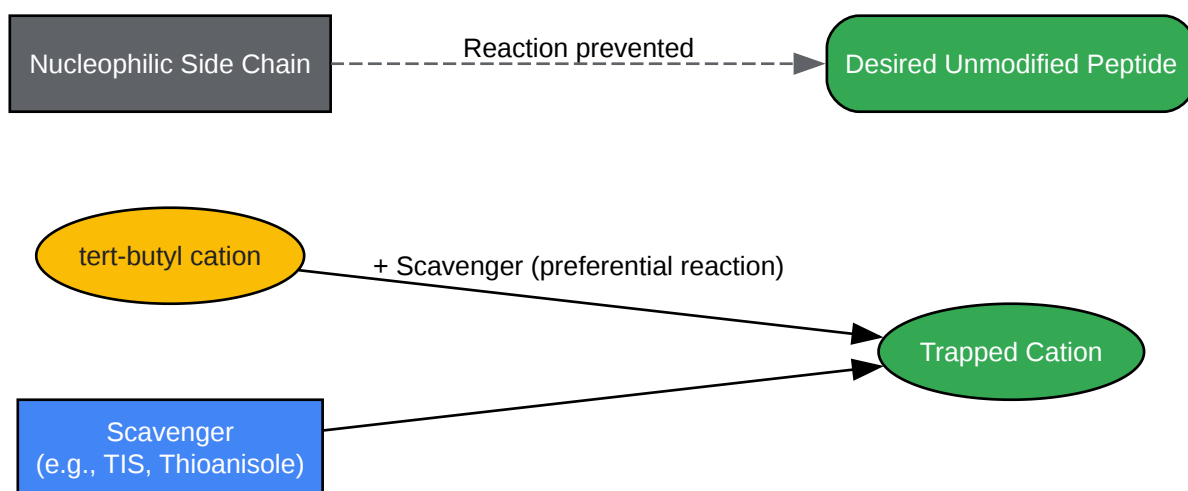 Nucleophilic Side Chain
Reaction prevented
Desired Unmodified Peptide
tert-butyl cation
+ Scavenger (preferential reaction)
Trapped Cation
Scavenger
(e.g., TIS, Thioanisole)